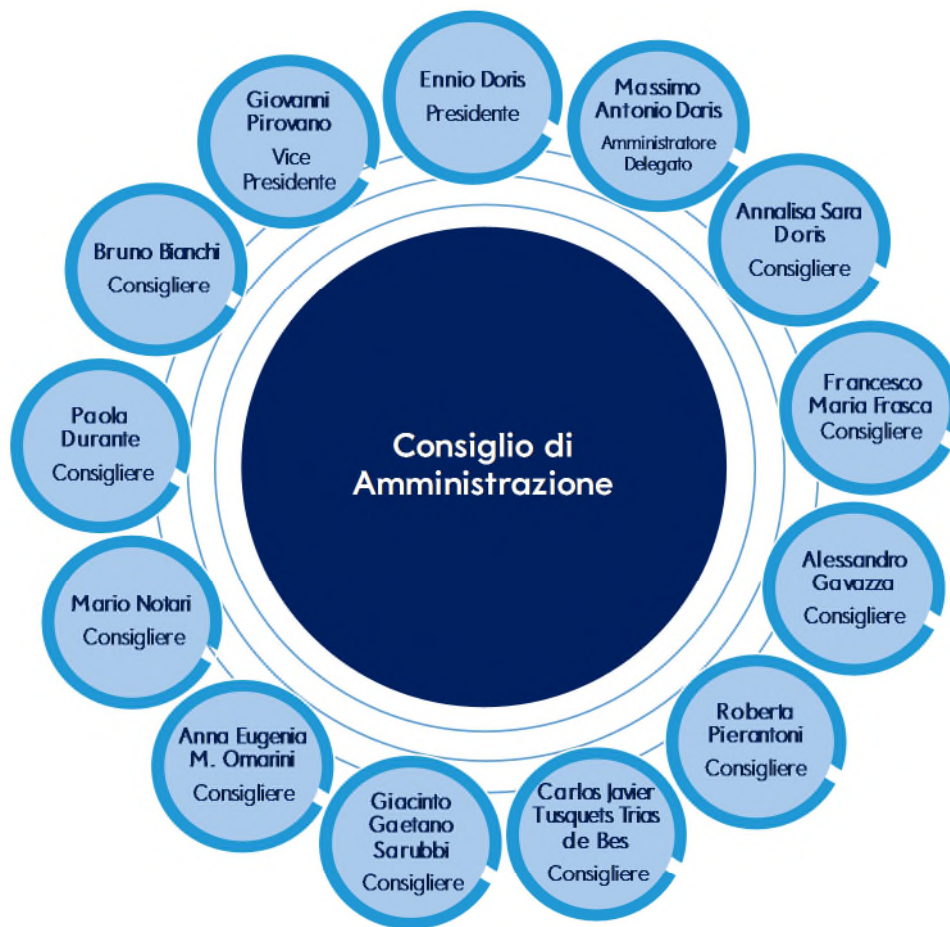 Ennio Doris
Presidente
Massimo
Antonio Doris
Amministratore
Delegato
Annalisa Sara
Doris
Consigliere
Francesco
Maria Frasca
Consigliere
Alessandro
Gavazza
Consigliere
Roberta
Pierantoni
Consigliere
Carlos Javier
Tusquets Trias
de Bes
Consigliere
Giacinto
Gaetano
Sarubbi
Consigliere
Anna Eugenia
M. Omarini
Consigliere
Mario Notari
Consigliere
Paola
Durante
Consigliere
Bruno Bianchi
Consigliere
Giovanni
Pirovano
Vice
Presidente
Consiglio di
Amministrazione